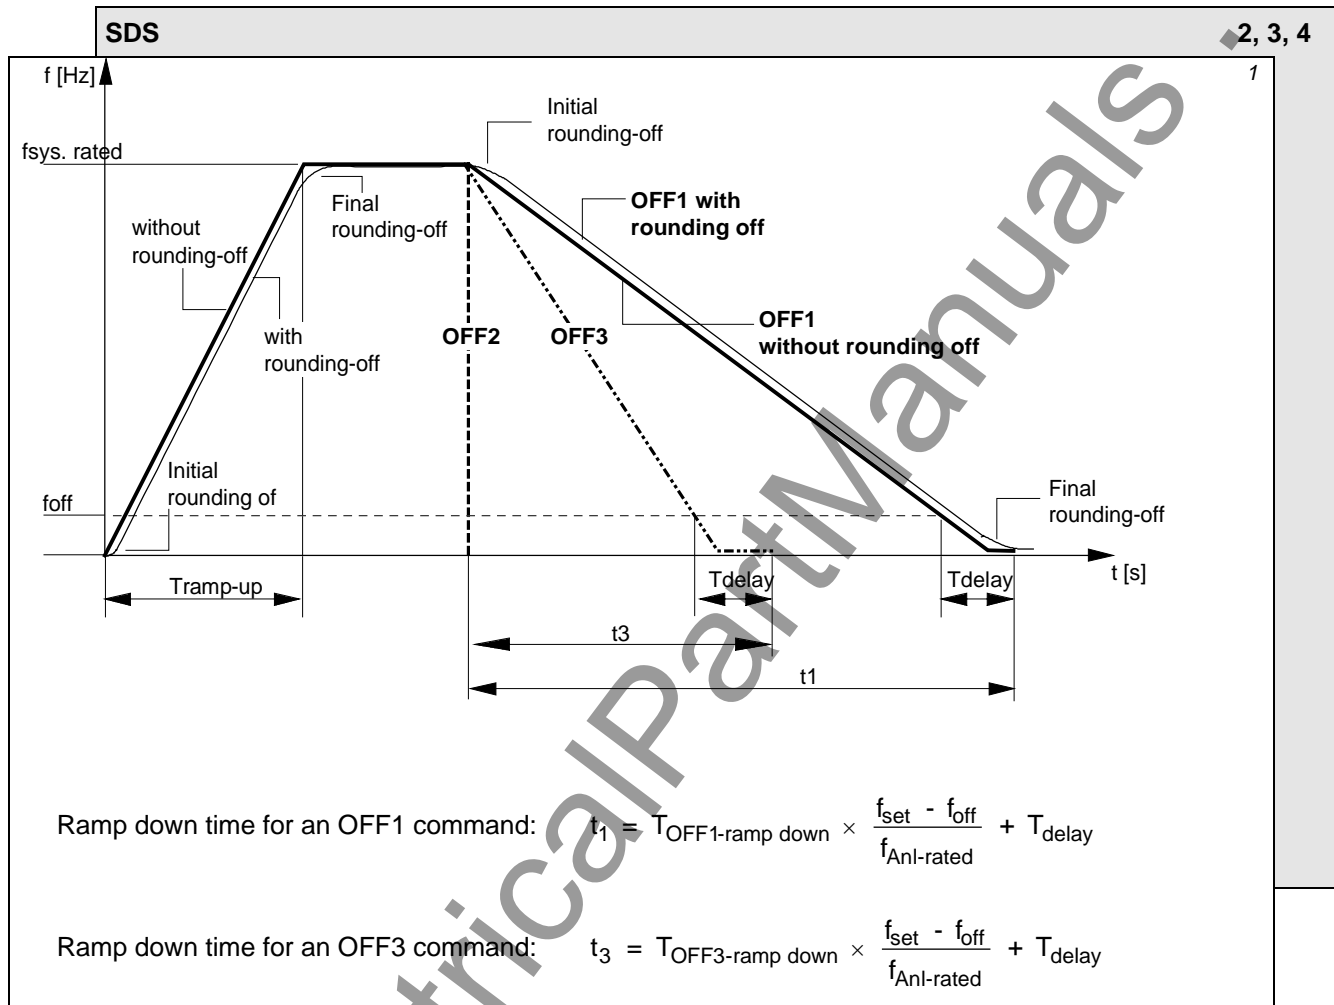 SDS
2, 3, 4
1
f [Hz]
Initial
rounding-off
fsys. rated
Final
rounding-off
OFF1 with
rounding off
without
rounding-off
with
rounding-off
OFF2
OFF3
OFF1
without rounding off
Initial
rounding of
foff
Final
rounding-off
t [s]
Tramp-up
Tdelay
Tdelay
t3
t1
Ramp down time for an OFF1 command: t1 = TOFF1-ramp down × (fset - foff) / fAnl-rated + Tdelay
Ramp down time for an OFF3 command: t3 = TOFF3-ramp down × (fset - foff) / fAnl-rated + Tdelay
tricalPartManuals